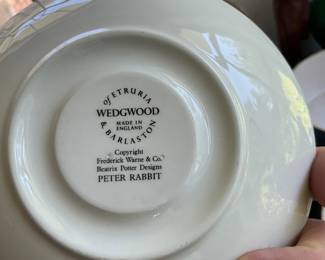 of ETRURIA
WEDGWOOD
MADE IN
ENGLAND
& BARLASTON
Copyright
Frederick Warne & Co.
Beatrix Potter Designs
PETER RABBIT